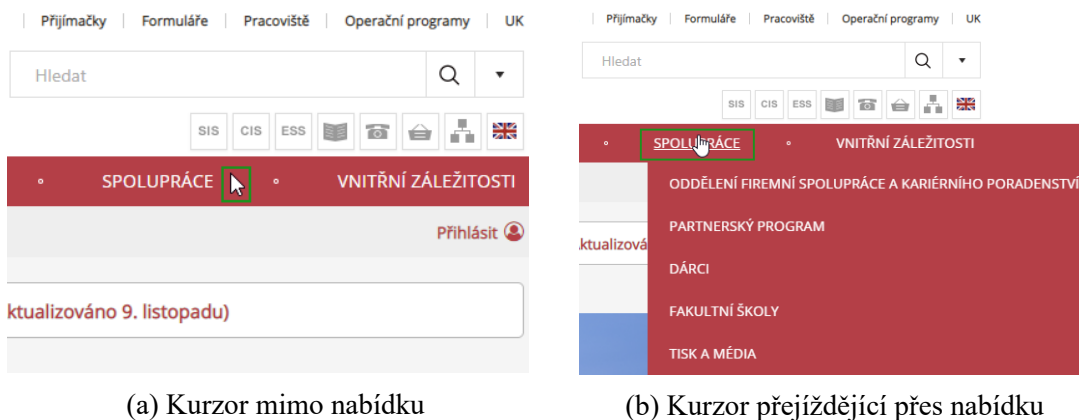 Přijímačky Formuláře Pracoviště Operační programy UK
Hledat
SIS CIS ESS
SPOLUPRÁCE VNITŘNÍ ZÁLEŽITOSTI
Přihlásit
ktualizováno 9. listopadu)
(a) Kurzor mimo nabídku
Přijímačky Formuláře Pracoviště Operační programy UK
Hledat
SIS CIS ESS
SPOLUPRÁCE VNITŘNÍ ZÁLEŽITOSTI
ODDĚLENÍ FIREMNÍ SPOLUPRÁCE A KARIÉRNÍHO PORADENSTVÍ
PARTNERSKÝ PROGRAM
ktualizová
DÁRCI
FAKULTNÍ ŠKOLY
TISK A MÉDIA
(b) Kurzor přejíždějící přes nabídku